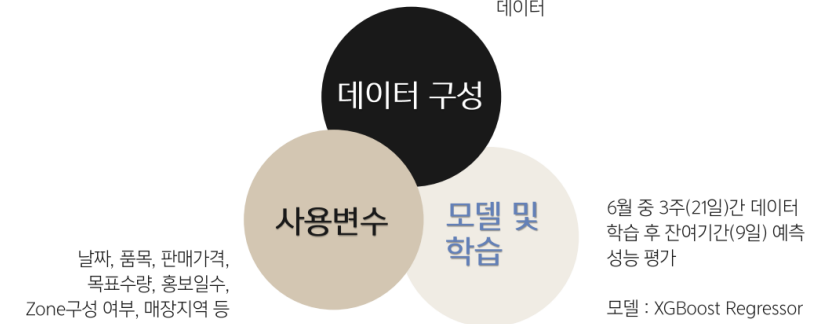 데이터
데이터 구성
사용변수
모델 및
학습
6월 중 3주(21일)간 데이터
학습 후 잔여기간(9일) 예측
성능 평가
모델 : XGBoost Regressor
날짜, 품목, 판매가격,
목표수량, 홍보일수,
Zone구성 여부, 매장지역 등